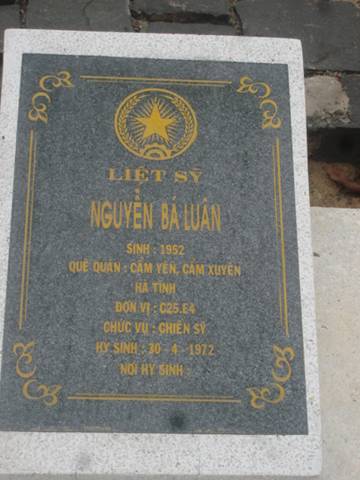 LIỆT SỸ
NGUYỄN BÁ LUÂN
SINH : 1952
QUÊ QUÁN : CẨM YÊN, CẨM XUYÊN
HÀ TĨNH
ĐƠN VỊ : C25.E4
CHỨC VỤ : CHIẾN SỸ
HY SINH : 30-4-1972
NƠI HY SINH :